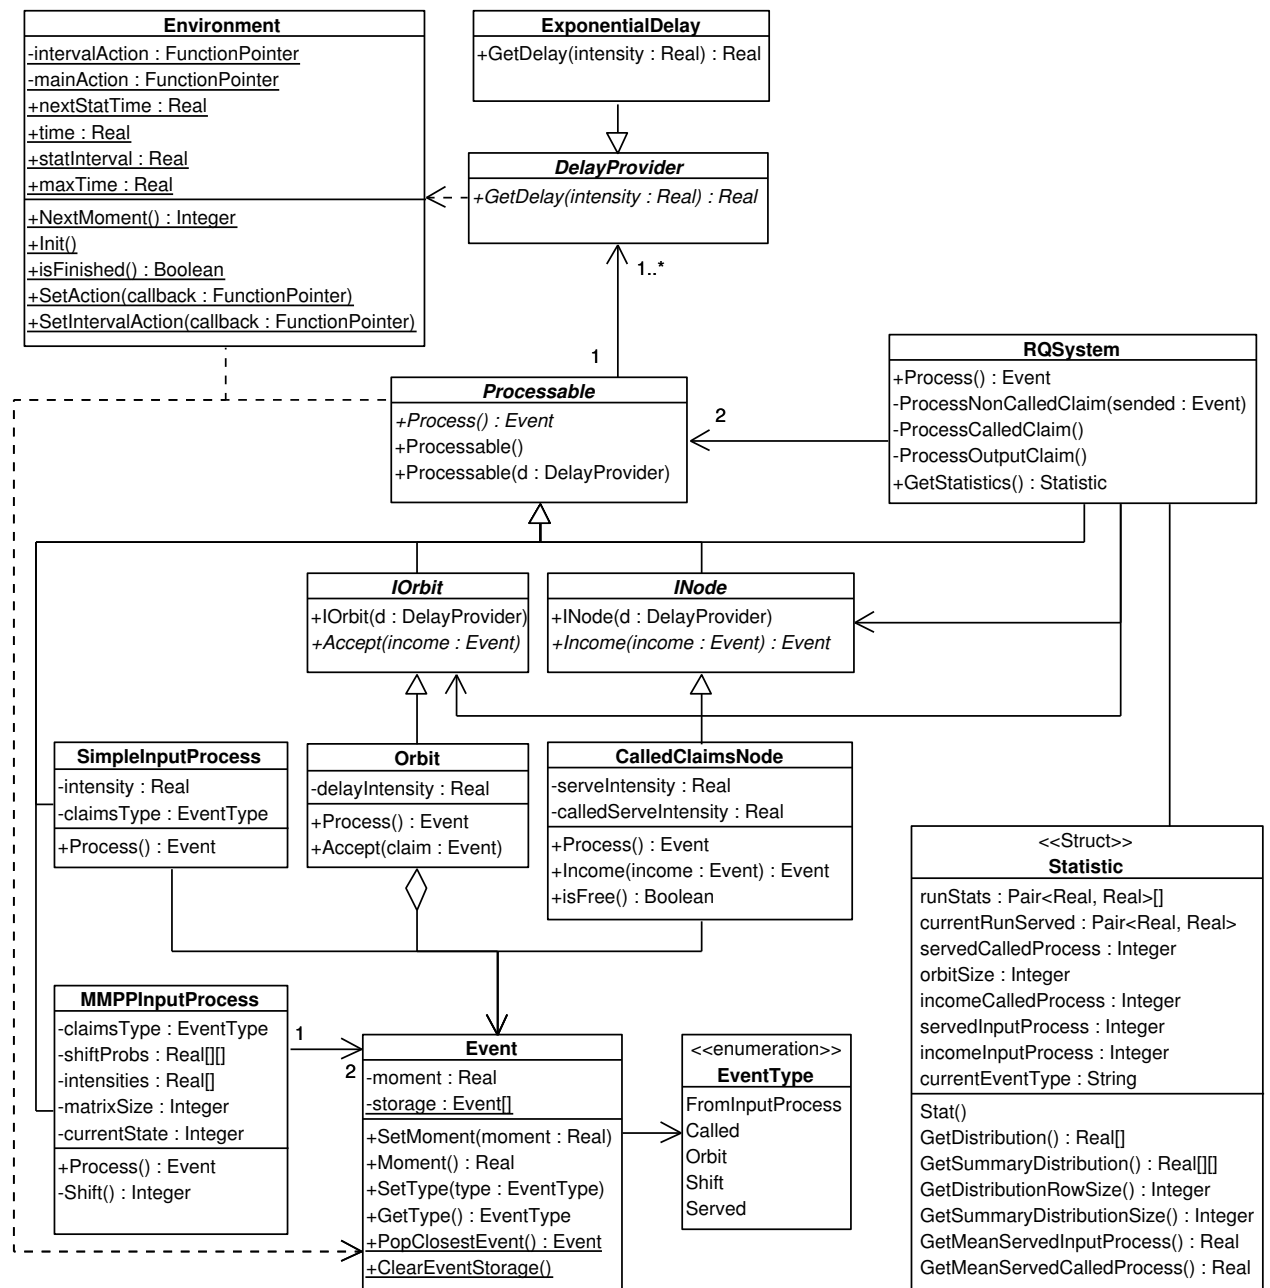 Environment
-intervalAction : FunctionPointer
-mainAction : FunctionPointer
+nextStatTime : Real
+time : Real
+statInterval : Real
+maxTime : Real
+NextMoment() : Integer
+Init()
+isFinished() : Boolean
+SetAction(callback : FunctionPointer)
+SetIntervalAction(callback : FunctionPointer)
ExponentialDelay
+GetDelay(intensity : Real) : Real
DelayProvider
+GetDelay(intensity : Real) : Real
1..*
1
Processable
+Process() : Event
+Processable()
+Processable(d : DelayProvider)
2
RQSystem
+Process() : Event
-ProcessNonCalledClaim(sended : Event)
-ProcessCalledClaim()
-ProcessOutputClaim()
+GetStatistics() : Statistic
IOrbit
+IOrbit(d : DelayProvider)
+Accept(income : Event)
INode
+INode(d : DelayProvider)
+Income(income : Event) : Event
SimpleInputProcess
-intensity : Real
-claimsType : EventType
+Process() : Event
Orbit
-delayIntensity : Real
+Process() : Event
+Accept(claim : Event)
CalledClaimsNode
-serveIntensity : Real
-calledServeIntensity : Real
+Process() : Event
+Income(income : Event) : Event
+isFree() : Boolean
<<Struct>>
Statistic
runStats : Pair<Real, Real>[]
currentRunServed : Pair<Real, Real>
servedCalledProcess : Integer
orbitSize : Integer
incomeCalledProcess : Integer
servedInputProcess : Integer
incomeInputProcess : Integer
currentEventType : String
Stat()
GetDistribution() : Real[]
GetSummaryDistribution() : Real[][]
GetDistributionRowSize() : Integer
GetSummaryDistributionSize() : Integer
GetMeanServedInputProcess() : Real
GetMeanServedCalledProcess() : Real
MMPPInputProcess
-claimsType : EventType
-shiftProbs : Real[][]
-intensities : Real[]
-matrixSize : Integer
-currentState : Integer
+Process() : Event
-Shift() : Integer
1
2
Event
-moment : Real
-storage : Event[]
+SetMoment(moment : Real)
+Moment() : Real
+SetType(type : EventType)
+GetType() : EventType
+PopClosestEvent() : Event
+ClearEventStorage()
<<enumeration>>
EventType
FromInputProcess
Called
Orbit
Shift
Served